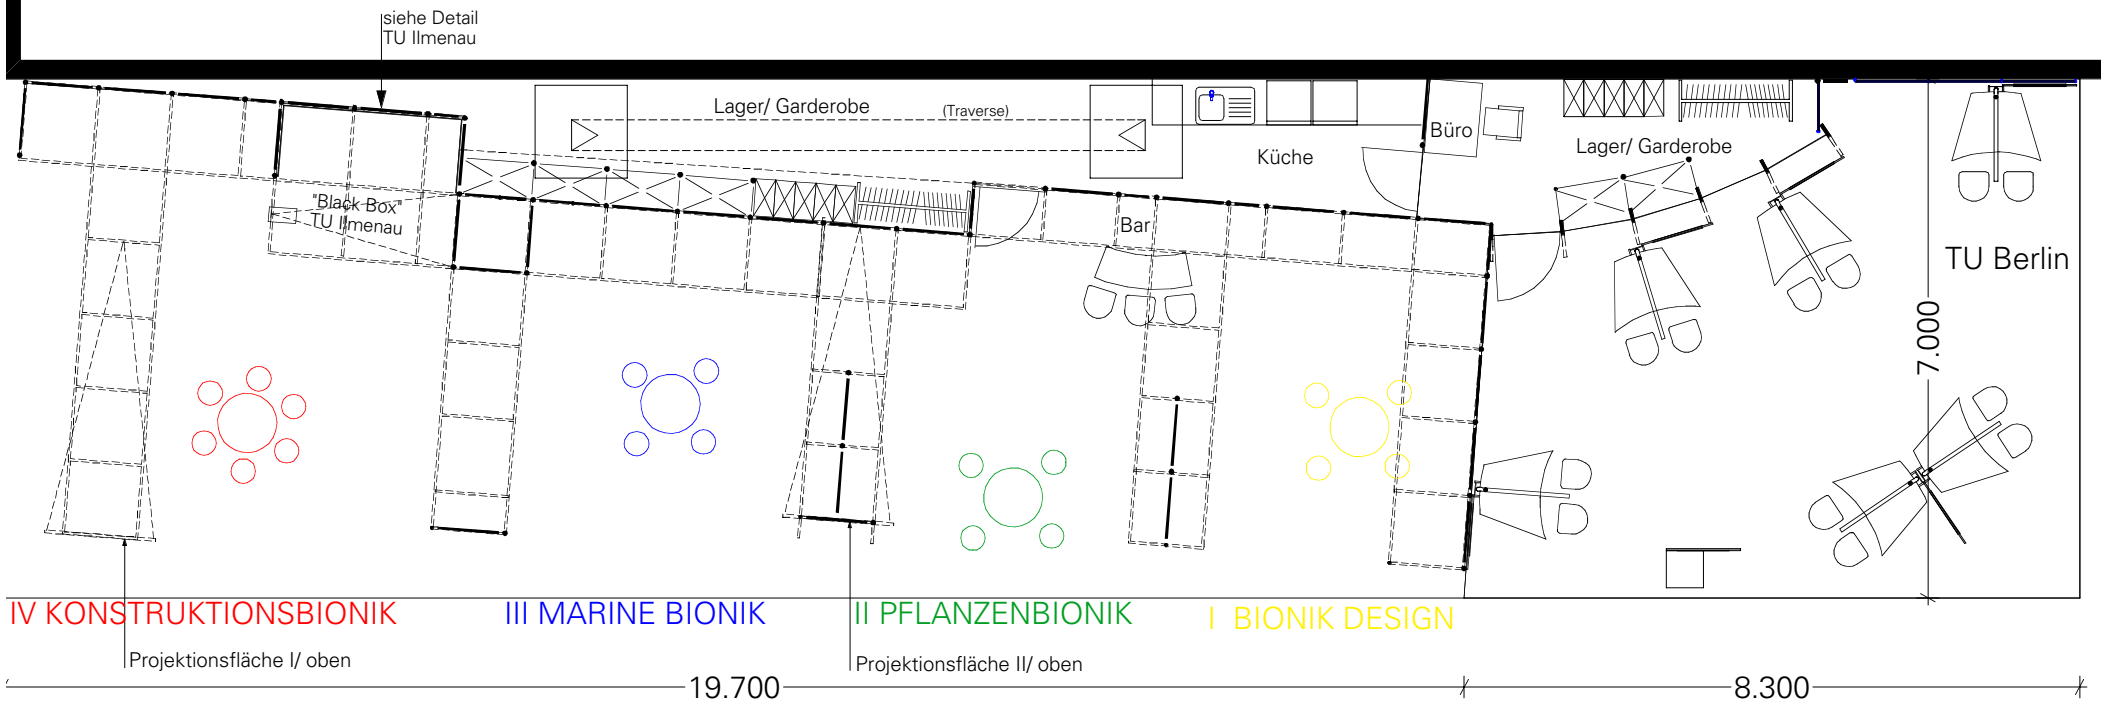 siehe Detail
TU Ilmenau
Lager/ Garderobe
(Traverse)
Küche
Büro
Lager/ Garderobe
"Black Box"
TU Ilmenau
Bar
TU Berlin
7.000
IV KONSTRUKTIONSBIONIK
III MARINE BIONIK
II PFLANZENBIONIK
I BIONIK DESIGN
Projektionsfläche I/ oben
Projektionsfläche II/ oben
19.700
8.300